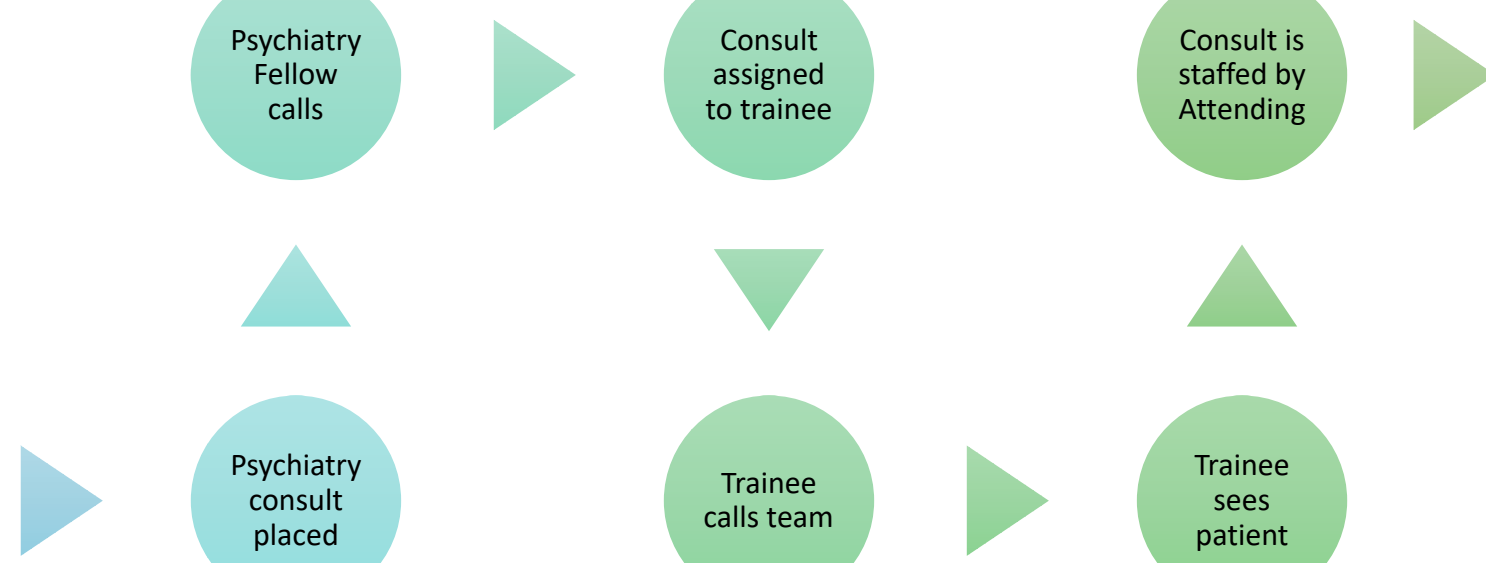 Psychiatry
Fellow
calls
Consult
assigned
to trainee
Consult is
staffed by
Attending
Psychiatry
consult
placed
Trainee
calls team
Trainee
sees
patient